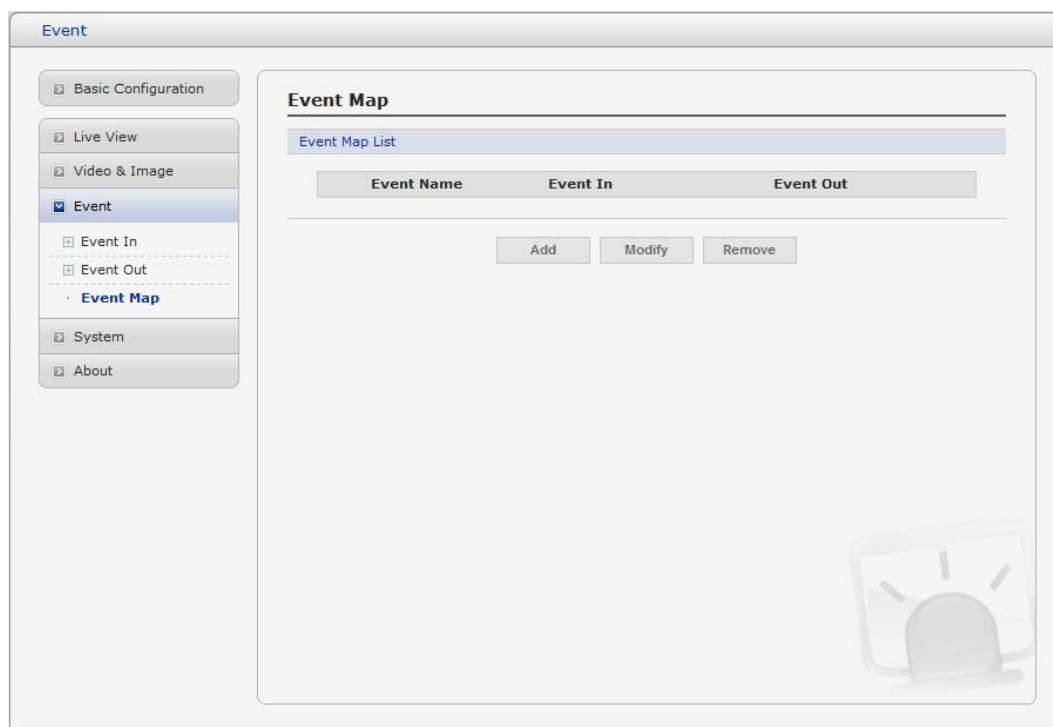 Event
Basic Configuration
Live View
Video & Image
Event
Event In
Event Out
Event Map
System
About
Event Map
Event Map List
Event Name Event In Event Out
Add Modify Remove